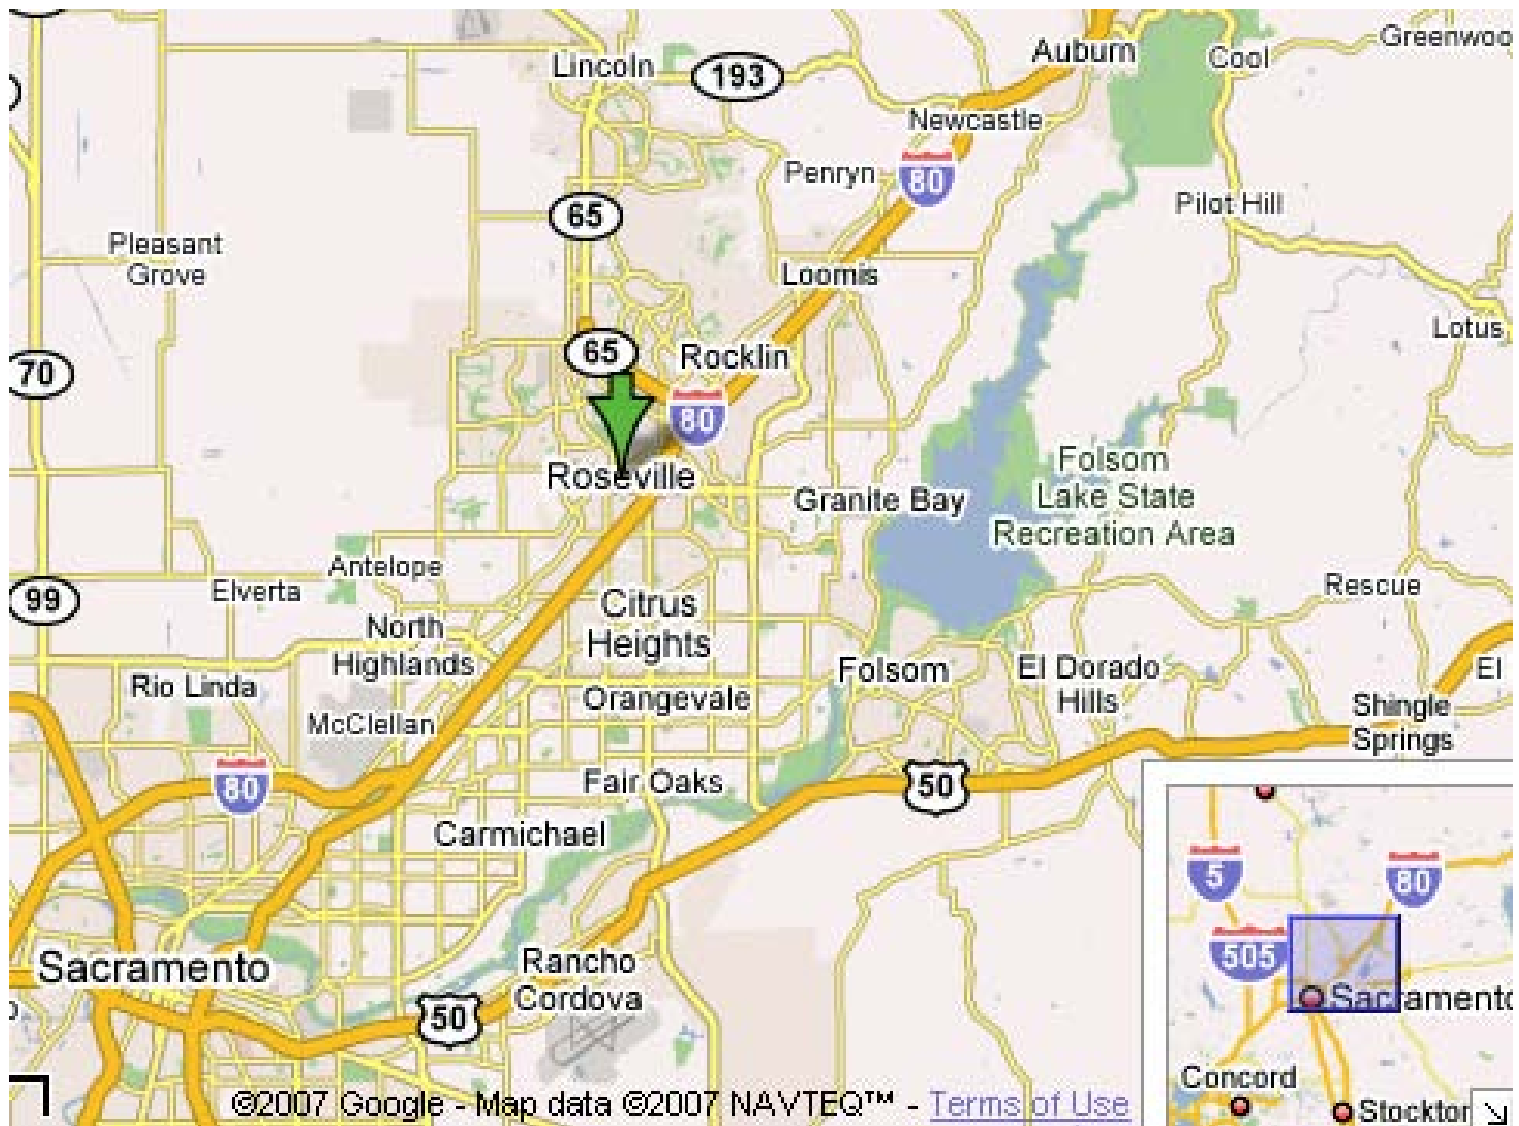 Lincoln
193
Auburn
Cool
Greenwoo
Newcastle
Penryn
80
Pilot Hill
65
Pleasant
Grove
Loomis
Lotus
70
65
Rocklin
80
Roseville
Granite Bay
Folsom
Lake State
Recreation Area
Antelope
Elverta
99
Rescue
Citrus
Heights
North
Highlands
Rio Linda
Folsom
El Dorado
Hills
El
Orangevale
McClellan
Shingle
Springs
80
Fair Oaks
50
Carmichael
Sacramento
Rancho
Cordova
50
5
80
505
Sacramento
Concord
Stockton
©2007 Google - Map data ©2007 NAVTEQ™ - Terms of Use